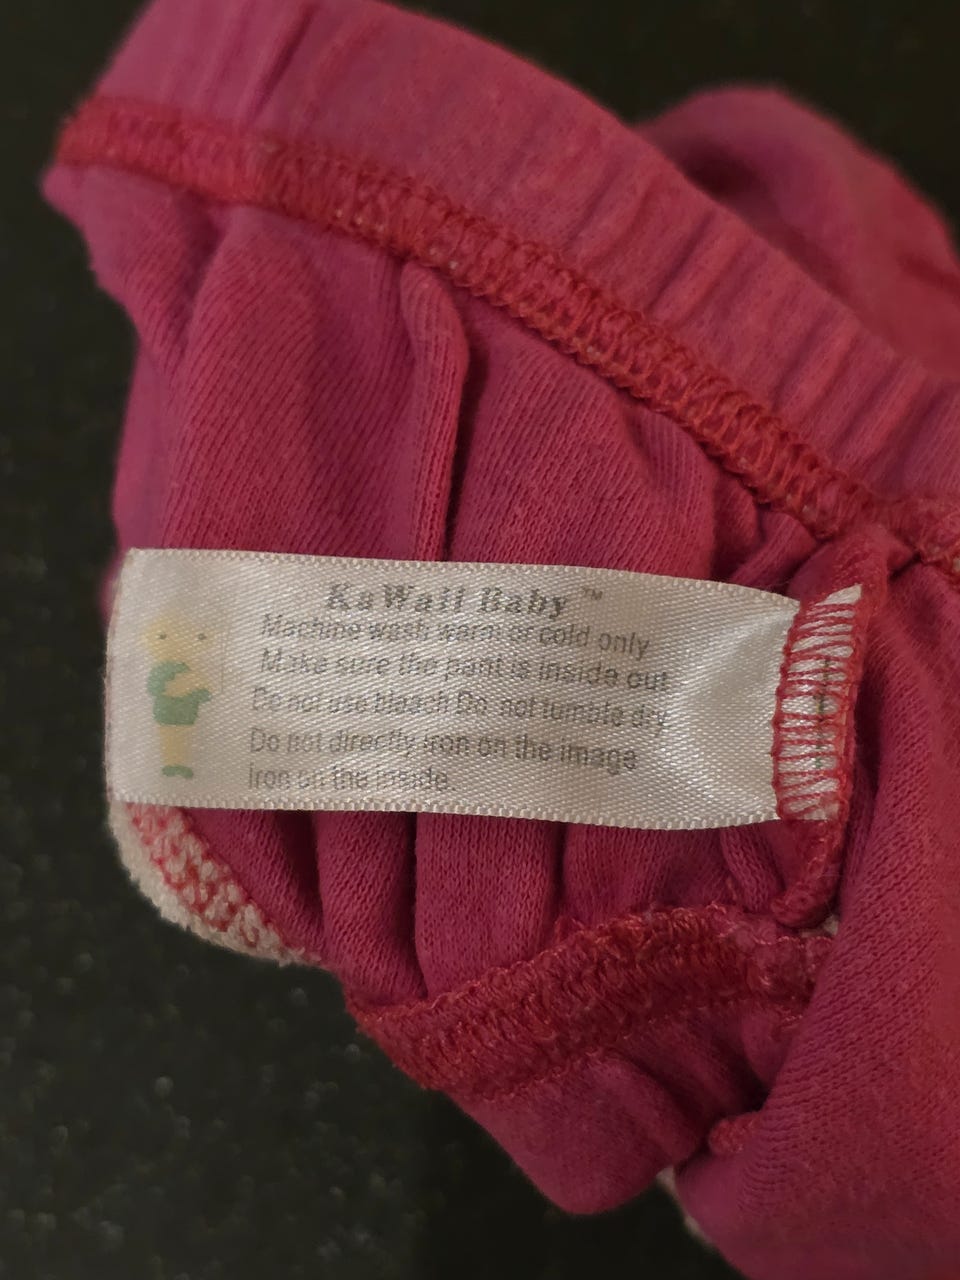 KaWaii Baby™
Machine wash warm or cold only
Make sure the pant is inside out
Do not use bleach Do not tumble dry
Do not directly iron on the image
Iron on the inside.